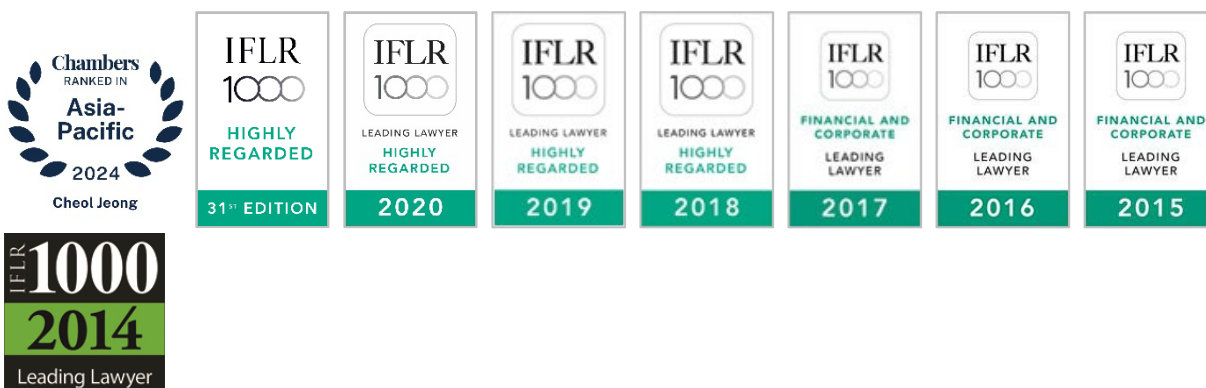 Chambers
RANKED IN
Asia-
Pacific
2024
Cheol Jeong
IFLR
1000
HIGHLY
REGARDED
31ST EDITION
IFLR
1000
LEADING LAWYER
HIGHLY
REGARDED
2020
IFLR
1000
LEADING LAWYER
HIGHLY
REGARDED
2019
IFLR
1000
LEADING LAWYER
HIGHLY
REGARDED
2018
IFLR
1000
FINANCIAL AND
CORPORATE
LEADING
LAWYER
2017
IFLR
1000
FINANCIAL AND
CORPORATE
LEADING
LAWYER
2016
IFLR
1000
FINANCIAL AND
CORPORATE
LEADING
LAWYER
2015
IFLR
1000
2014
Leading Lawyer